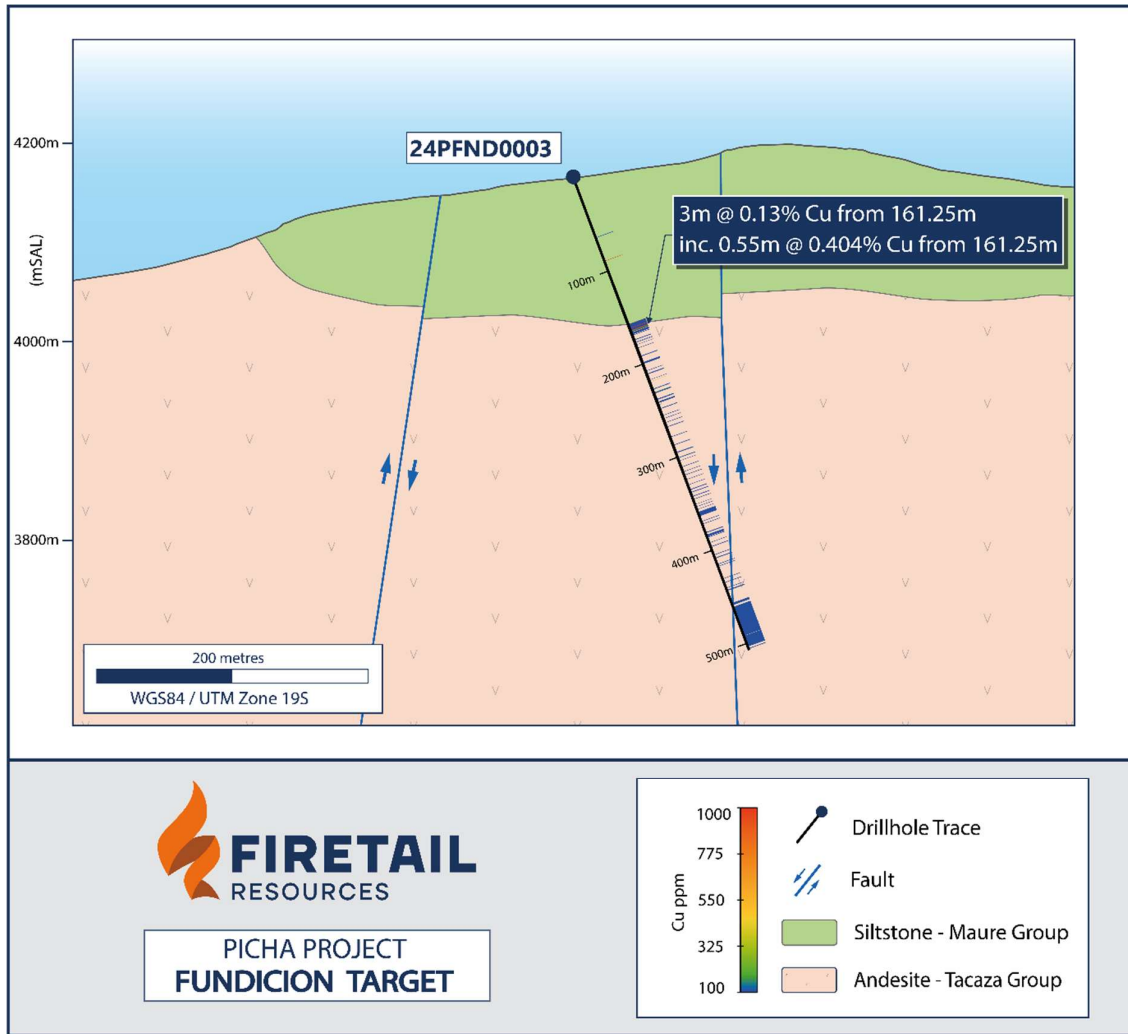 4200m
4000m
3800m
(mSAL)
24PFND0003
3m @ 0.13% Cu from 161.25m
inc. 0.55m @ 0.404% Cu from 161.25m
100m
200m
300m
400m
500m
200 metres
WGS84 / UTM Zone 19S
FIRETAIL
RESOURCES
PICHA PROJECT
FUNDICION TARGET
Cu ppm
1000
775
550
325
100
Drillhole Trace
Fault
Siltstone - Maure Group
Andesite - Tacaza Group